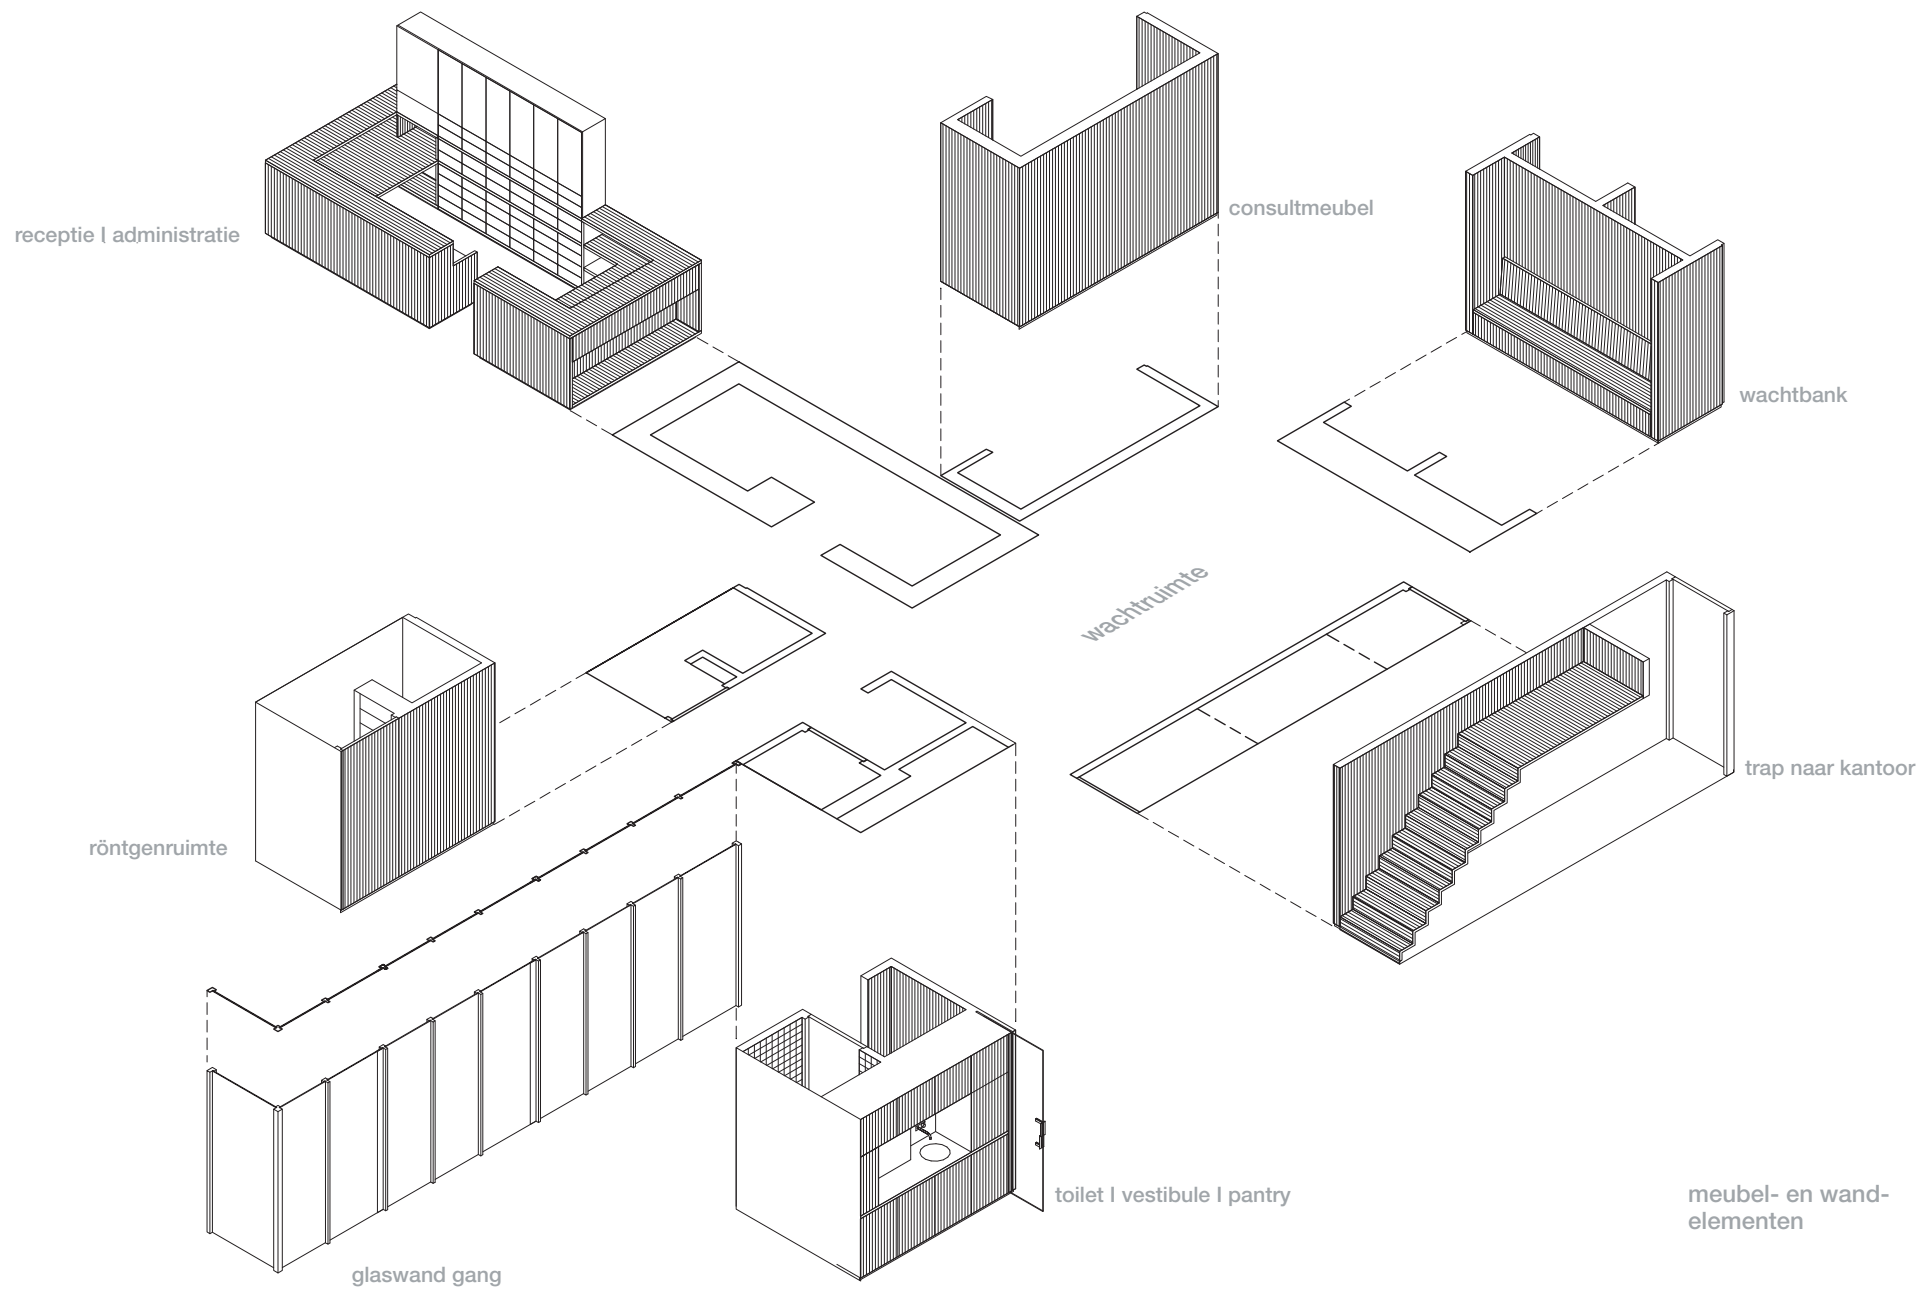 consultmeubel
receptie | administratie
wachtbank
wachtruimte
trap naar kantoor
röntgenruimte
toilet | vestibule | pantry
meubel- en wand-
elementen
glaswand gang